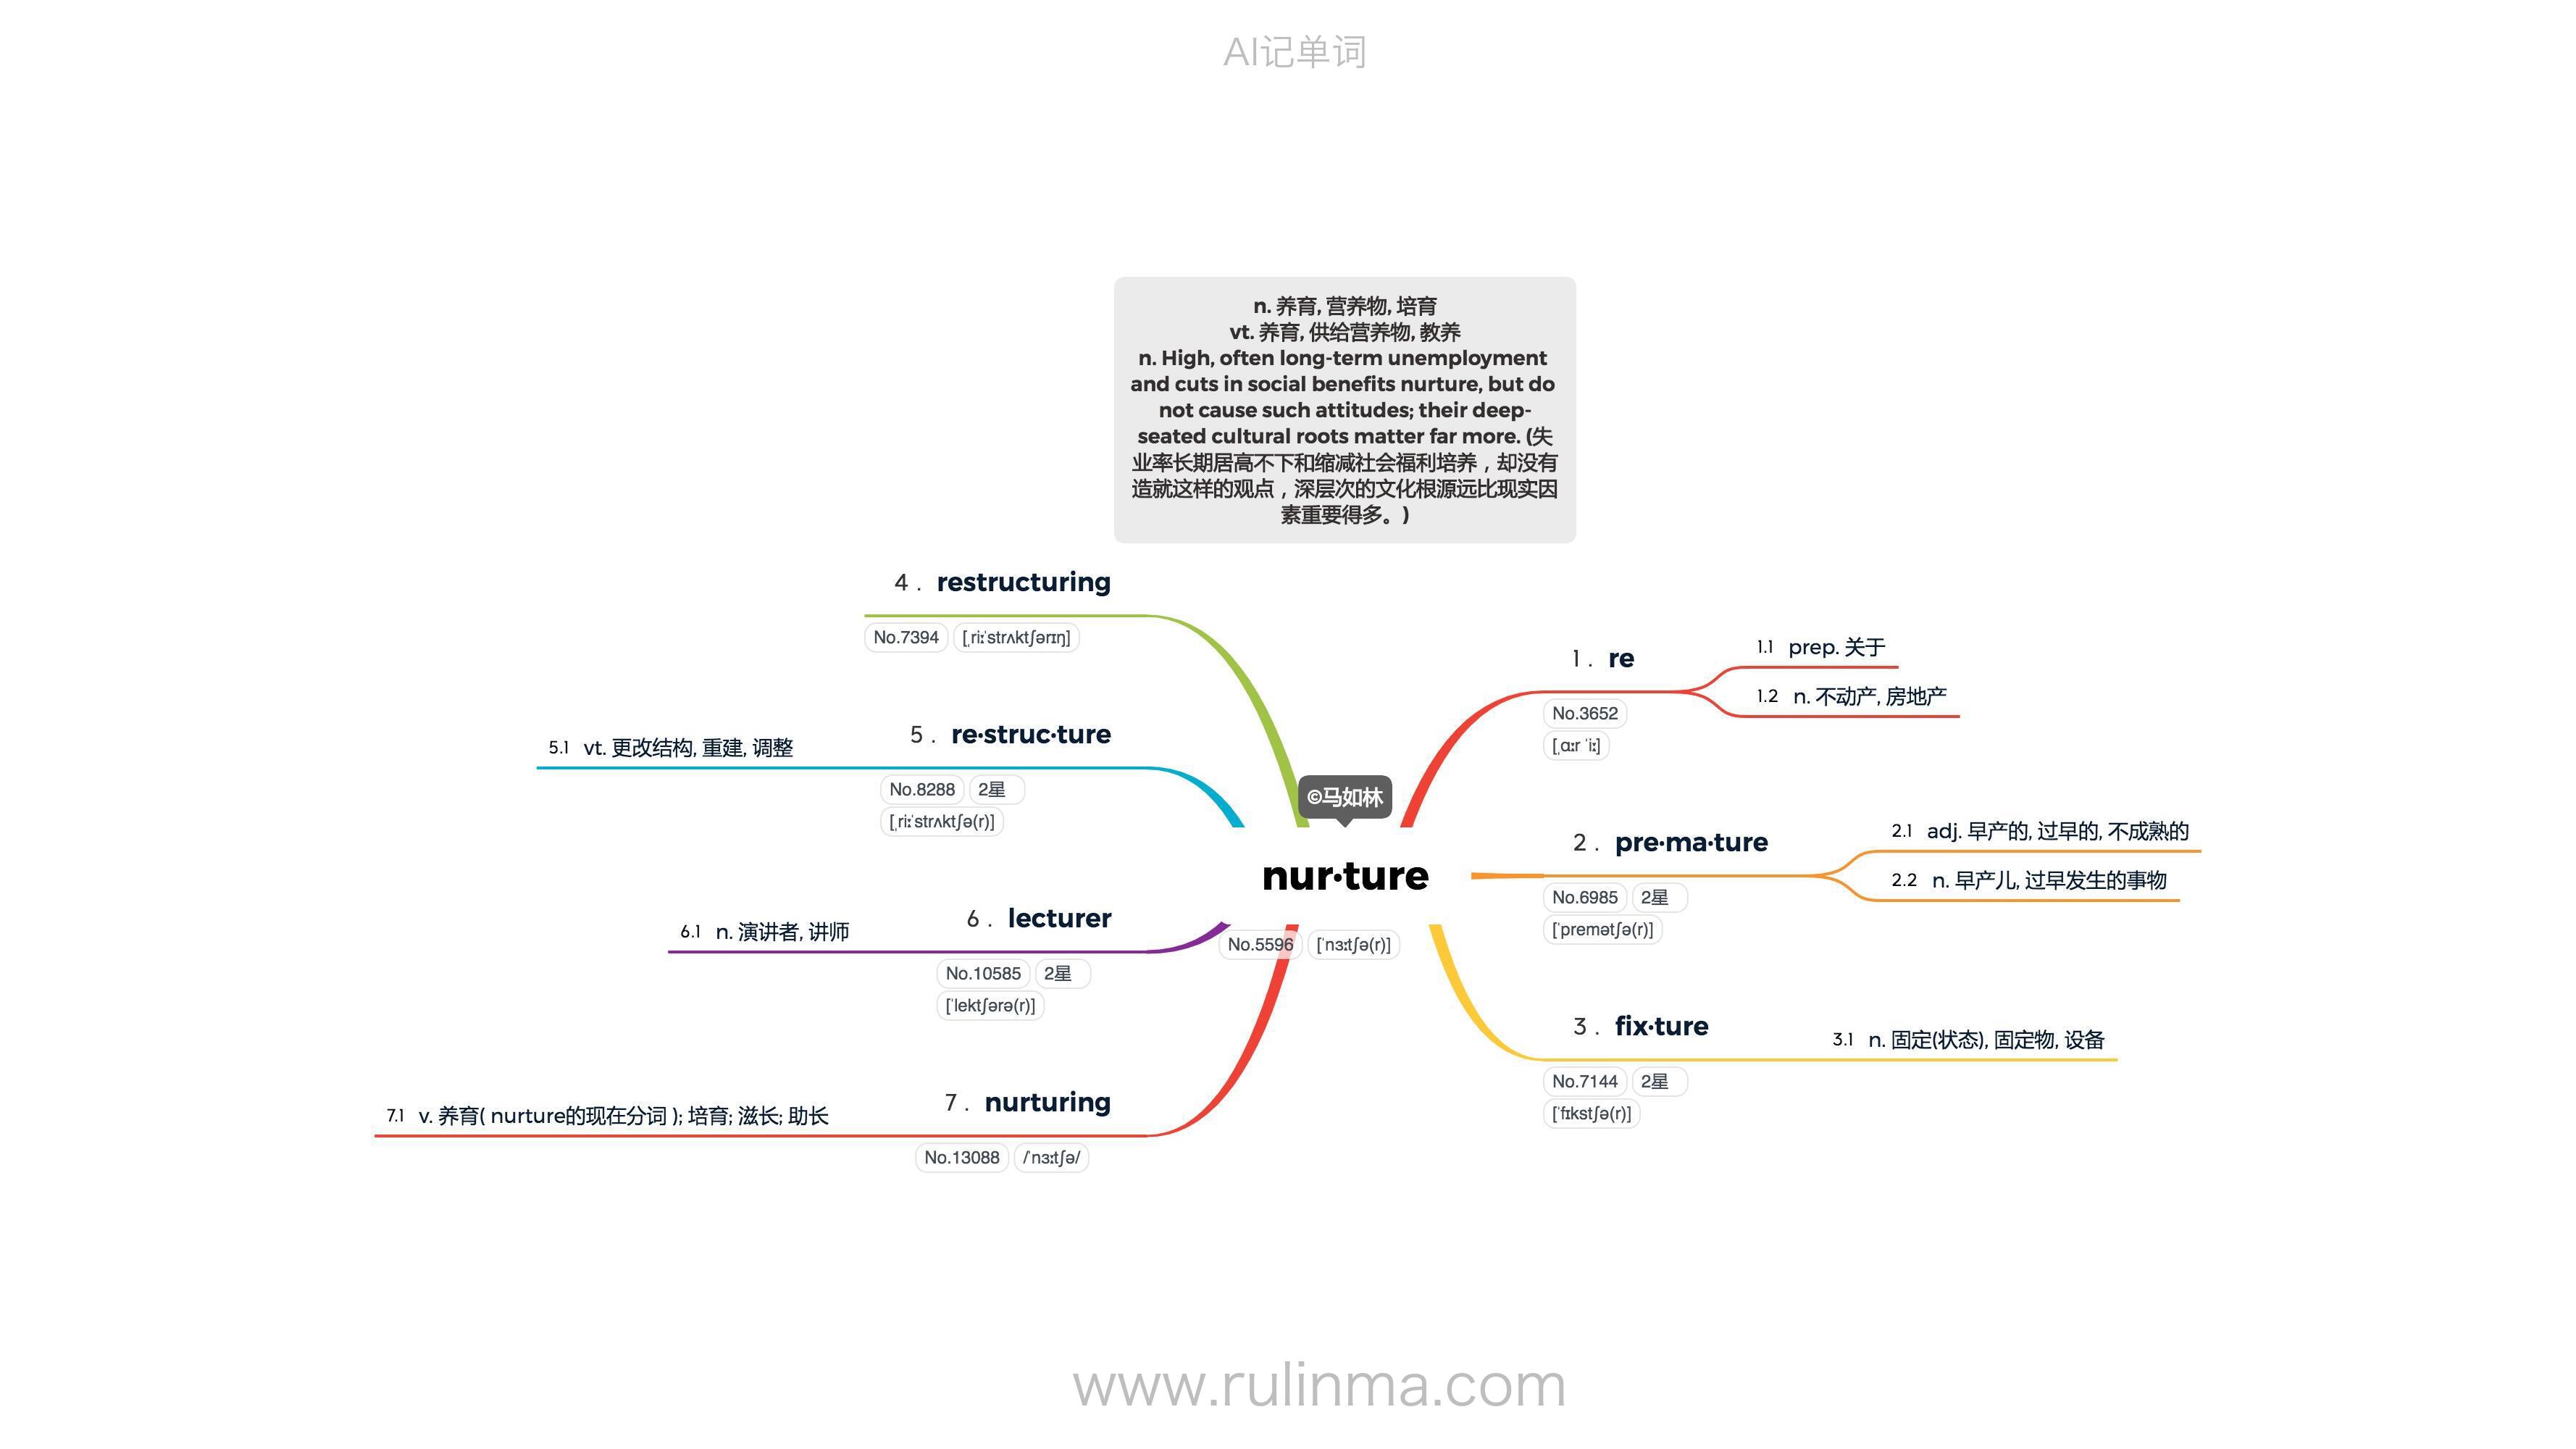 AI记单词
n. 养育, 营养物, 培育
vt. 养育, 供给营养物, 教养
n. High, often long-term unemployment
and cuts in social benefits nurture, but do
not cause such attitudes; their deep-
seated cultural roots matter far more. (失
业率长期居高不下和缩减社会福利培养，却没有
造就这样的观点，深层次的文化根源远比现实因
素重要得多。)
©马如林
nur·ture
No.5596 [ˈnɜːtʃə(r)]
1 . re
No.3652
[ˌɑːr ˈiː]
1.1 prep. 关于
1.2 n. 不动产, 房地产
2 . pre·ma·ture
No.6985 2星
[ˈpremətʃə(r)]
2.1 adj. 早产的, 过早的, 不成熟的
2.2 n. 早产儿, 过早发生的事物
3 . fix·ture
No.7144 2星
[ˈfɪkstʃə(r)]
3.1 n. 固定(状态), 固定物, 设备
4 . restructuring
No.7394 [ˌriːˈstrʌktʃərɪŋ]
5 . re·struc·ture
No.8288 2星
[ˌriːˈstrʌktʃə(r)]
5.1 vt. 更改结构, 重建, 调整
6 . lecturer
No.10585 2星
[ˈlektʃərə(r)]
6.1 n. 演讲者, 讲师
7 . nurturing
No.13088 /ˈnɜːtʃə/
7.1 v. 养育( nurture的现在分词 ); 培育; 滋长; 助长
www.rulinma.com